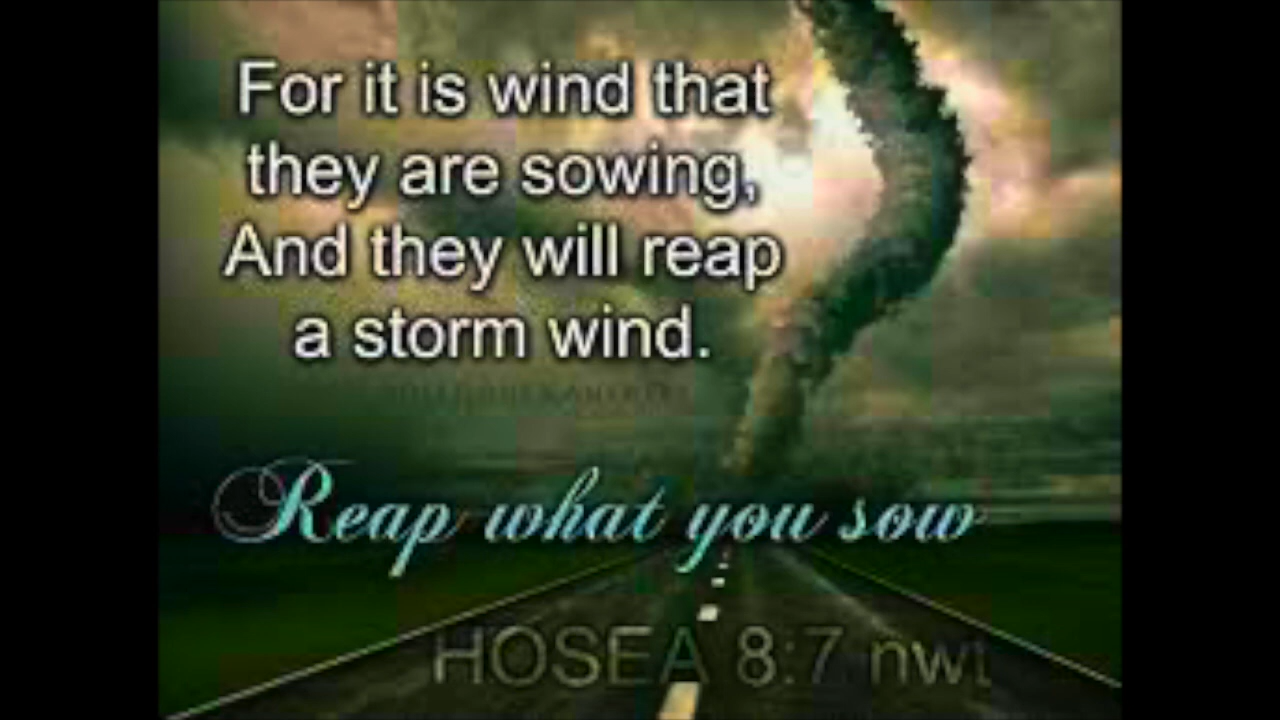 For it is wind that
they are sowing,
And they will reap
a storm wind.
Reap what you sow
HOSEA 8:7 nwt